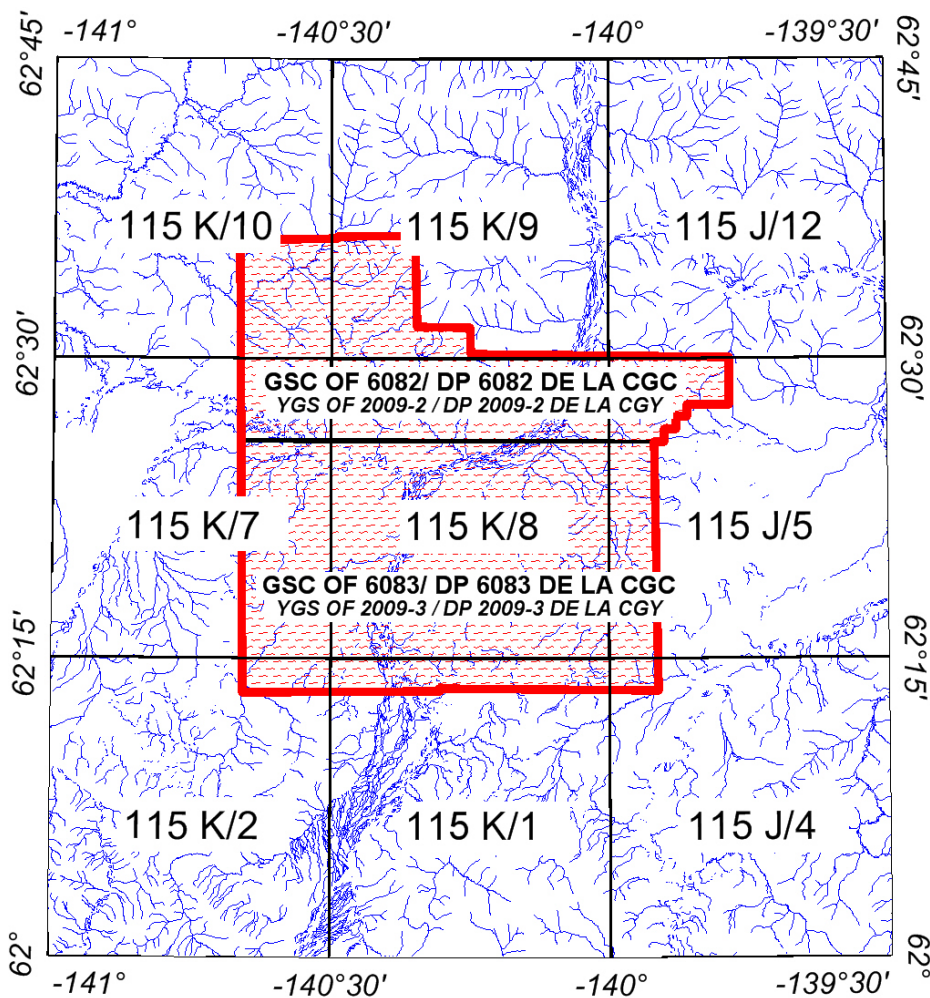 -141° -140°30' -140° -139°30'
62°45' 62°45'
115 K/10 115 K/9 115 J/12
62°30' 62°30'
GSC OF 6082/ DP 6082 DE LA CGC
YGS OF 2009-2 / DP 2009-2 DE LA CGY
115 K/7 115 K/8 115 J/5
GSC OF 6083/ DP 6083 DE LA CGC
YGS OF 2009-3 / DP 2009-3 DE LA CGY
62°15' 62°15'
115 K/2 115 K/1 115 J/4
62° 62°
-141° -140°30' -140° -139°30'